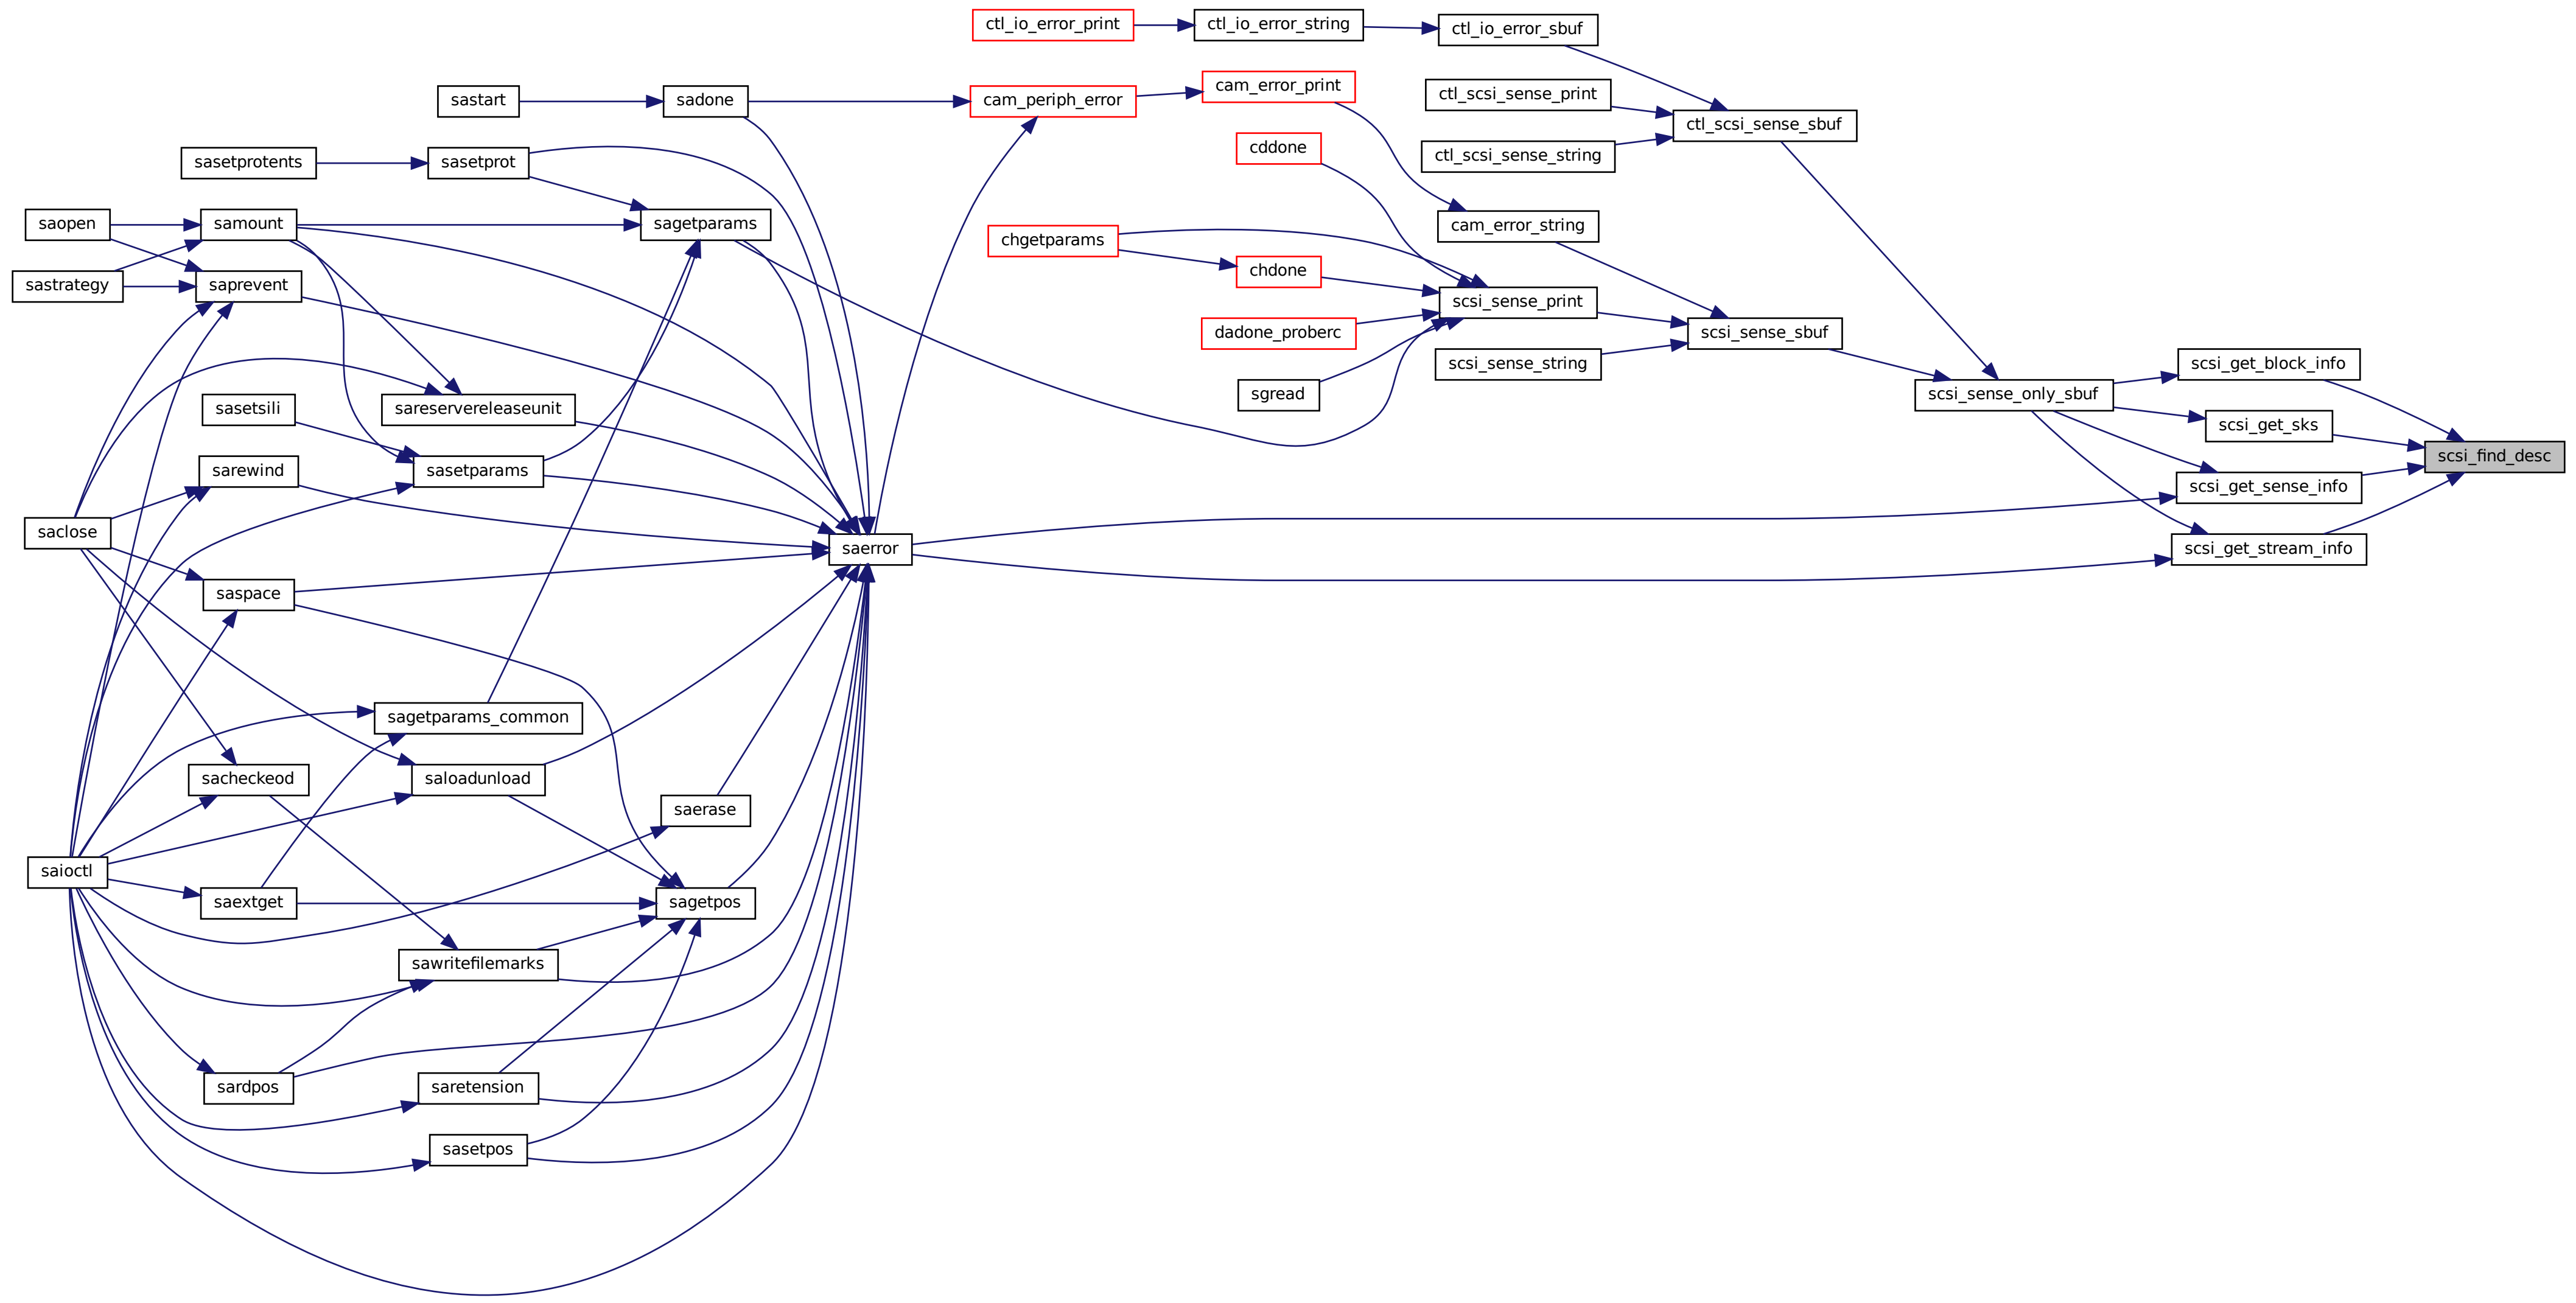 ctl_io_error_print
ctl_io_error_string
ctl_io_error_sbuf
sastart
sadone
cam_periph_error
cam_error_print
ctl_scsi_sense_print
ctl_scsi_sense_sbuf
cddone
ctl_scsi_sense_string
sasetprotents
sasetprot
saopen
samount
sagetparams
chgetparams
cam_error_string
sastrategy
saprevent
chdone
scsi_sense_print
dadone_proberc
scsi_sense_sbuf
scsi_sense_string
scsi_get_block_info
sasetsili
sareservereleaseunit
sgread
scsi_sense_only_sbuf
scsi_get_sks
sarewind
sasetparams
scsi_find_desc
scsi_get_sense_info
saclose
saerror
scsi_get_stream_info
saspace
sagetparams_common
sacheckeod
saloadunload
saerase
saioctl
saextget
sagetpos
sawritefilemarks
sardpos
saretension
sasetpos